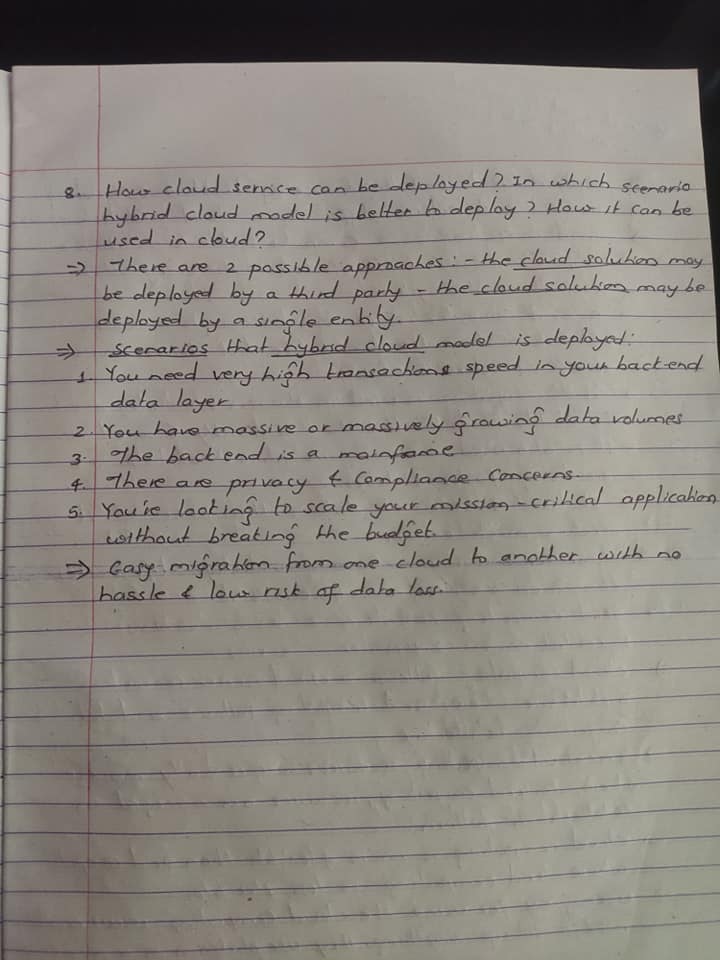 8. How cloud service can be deployed? In which scenario
hybrid cloud model is better to deploy? How it can be
used in cloud?
⇒ There are 2 possible approaches: - the cloud solution may
be deployed by a third party - the cloud solution may be
deployed by a single entity.
⇒ Scenarios that hybrid cloud model is deployed:
1. You need very high transactions speed in your back-end
data layer
2. You have massive or massively growing data volumes
3. The back end is a mainframe
4. There are privacy & Compliance Concerns.
5. You're looking to scale your mission-critical application
without breaking the budget.
⇒ Easy migration from one cloud to another with no
hassle & low risk of data loss.